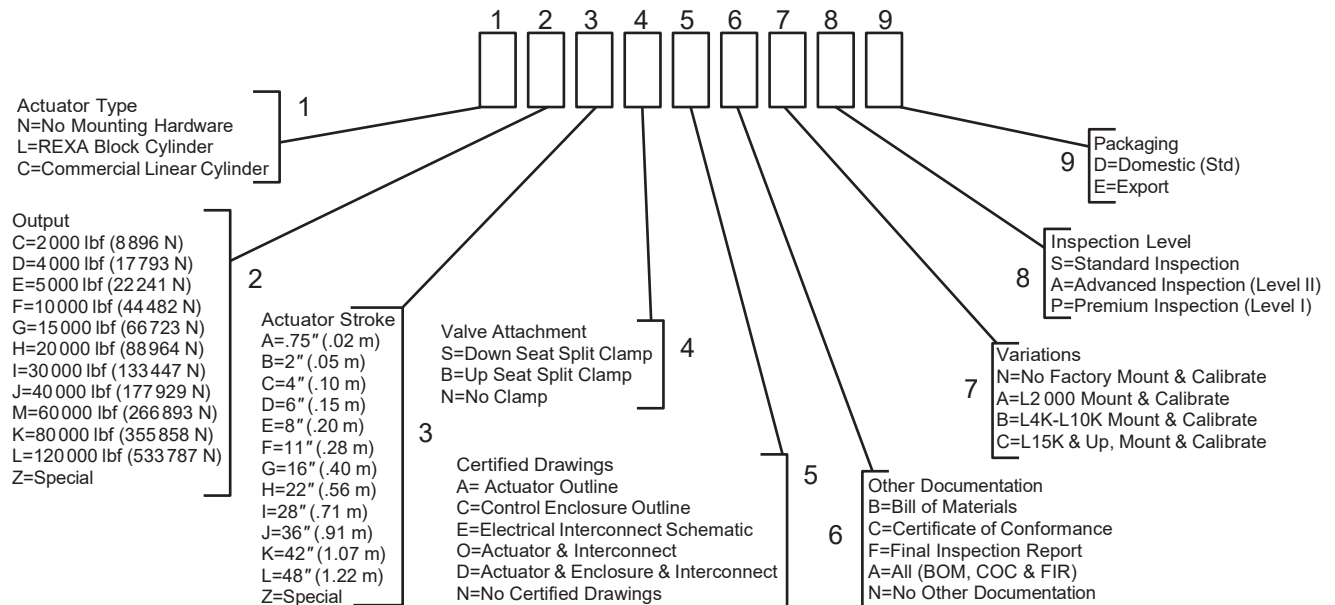 1 2 3 4 5 6 7 8 9
Actuator Type
N=No Mounting Hardware
L=REXA Block Cylinder
C=Commercial Linear Cylinder
1
Output
C=2 000 lbf (8 896 N)
D=4 000 lbf (17 793 N)
E=5 000 lbf (22 241 N)
F=10 000 lbf (44 482 N)
G=15 000 lbf (66 723 N)
H=20 000 lbf (88 964 N)
I=30 000 lbf (133 447 N)
J=40 000 lbf (177 929 N)
M=60 000 lbf (266 893 N)
K=80 000 lbf (355 858 N)
L=120 000 lbf (533 787 N)
Z=Special
2
Actuator Stroke
A=.75″ (.02 m)
B=2″ (.05 m)
C=4″ (.10 m)
D=6″ (.15 m)
E=8″ (.20 m)
F=11″ (.28 m)
G=16″ (.40 m)
H=22″ (.56 m)
I=28″ (.71 m)
J=36″ (.91 m)
K=42″ (1.07 m)
L=48″ (1.22 m)
Z=Special
3
Valve Attachment
S=Down Seat Split Clamp
B=Up Seat Split Clamp
N=No Clamp
4
Certified Drawings
A= Actuator Outline
C=Control Enclosure Outline
E=Electrical Interconnect Schematic
O=Actuator & Interconnect
D=Actuator & Enclosure & Interconnect
N=No Certified Drawings
5
Other Documentation
B=Bill of Materials
C=Certificate of Conformance
F=Final Inspection Report
A=All (BOM, COC & FIR)
N=No Other Documentation
6
Variations
N=No Factory Mount & Calibrate
A=L2 000 Mount & Calibrate
B=L4K-L10K Mount & Calibrate
C=L15K & Up, Mount & Calibrate
7
Inspection Level
S=Standard Inspection
A=Advanced Inspection (Level II)
P=Premium Inspection (Level I)
8
Packaging
D=Domestic (Std)
E=Export
9